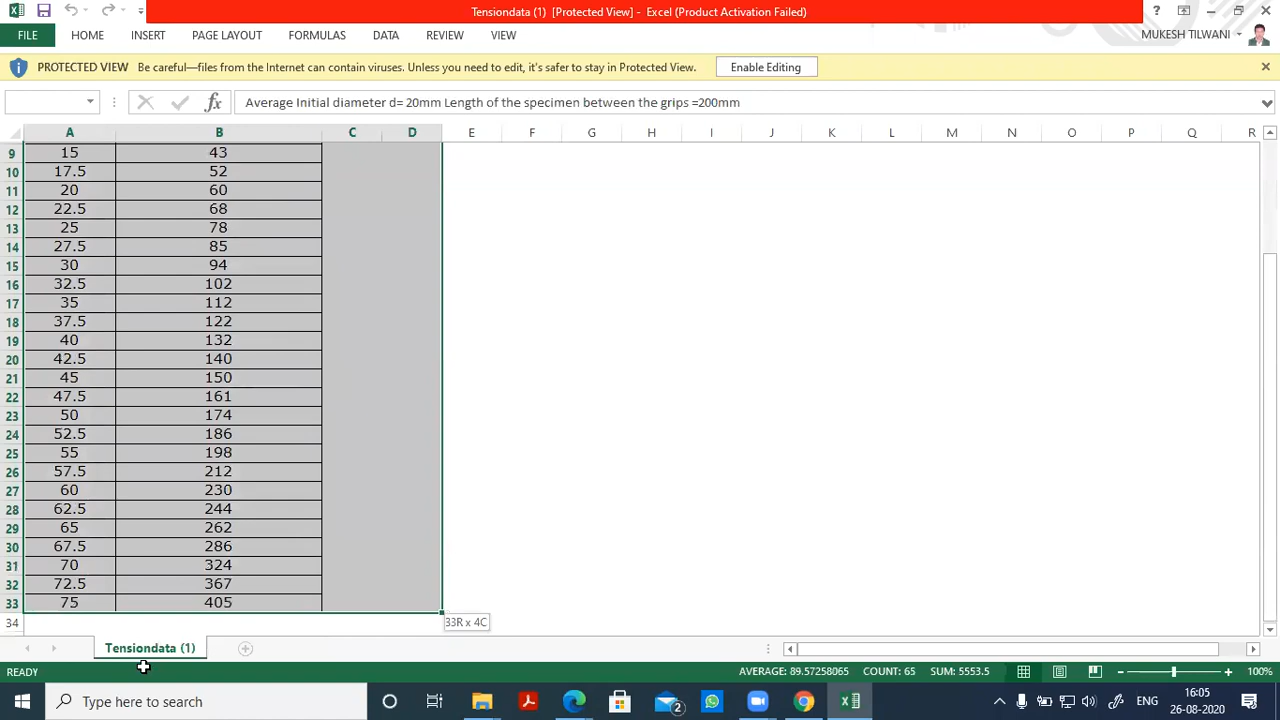 Tensiondata (1) [Protected View] - Excel (Product Activation Failed)
FILE HOME INSERT PAGE LAYOUT FORMULAS DATA REVIEW VIEW MUKESH TILWANI
PROTECTED VIEW Be careful—files from the Internet can contain viruses. Unless you need to edit, it's safer to stay in Protected View. Enable Editing
fx Average Initial diameter d= 20mm Length of the specimen between the grips =200mm
A B C D E F G H I J K L M N O P Q R
9 15 43
10 17.5 52
11 20 60
12 22.5 68
13 25 78
14 27.5 85
15 30 94
16 32.5 102
17 35 112
18 37.5 122
19 40 132
20 42.5 140
21 45 150
22 47.5 161
23 50 174
24 52.5 186
25 55 198
26 57.5 212
27 60 230
28 62.5 244
29 65 262
30 67.5 286
31 70 324
32 72.5 367
33 75 405
34 33R x 4C
Tensiondata (1)
READY AVERAGE: 89.57258065 COUNT: 65 SUM: 5553.5 100%
Type here to search 2 ENG 16:05
26-08-2020